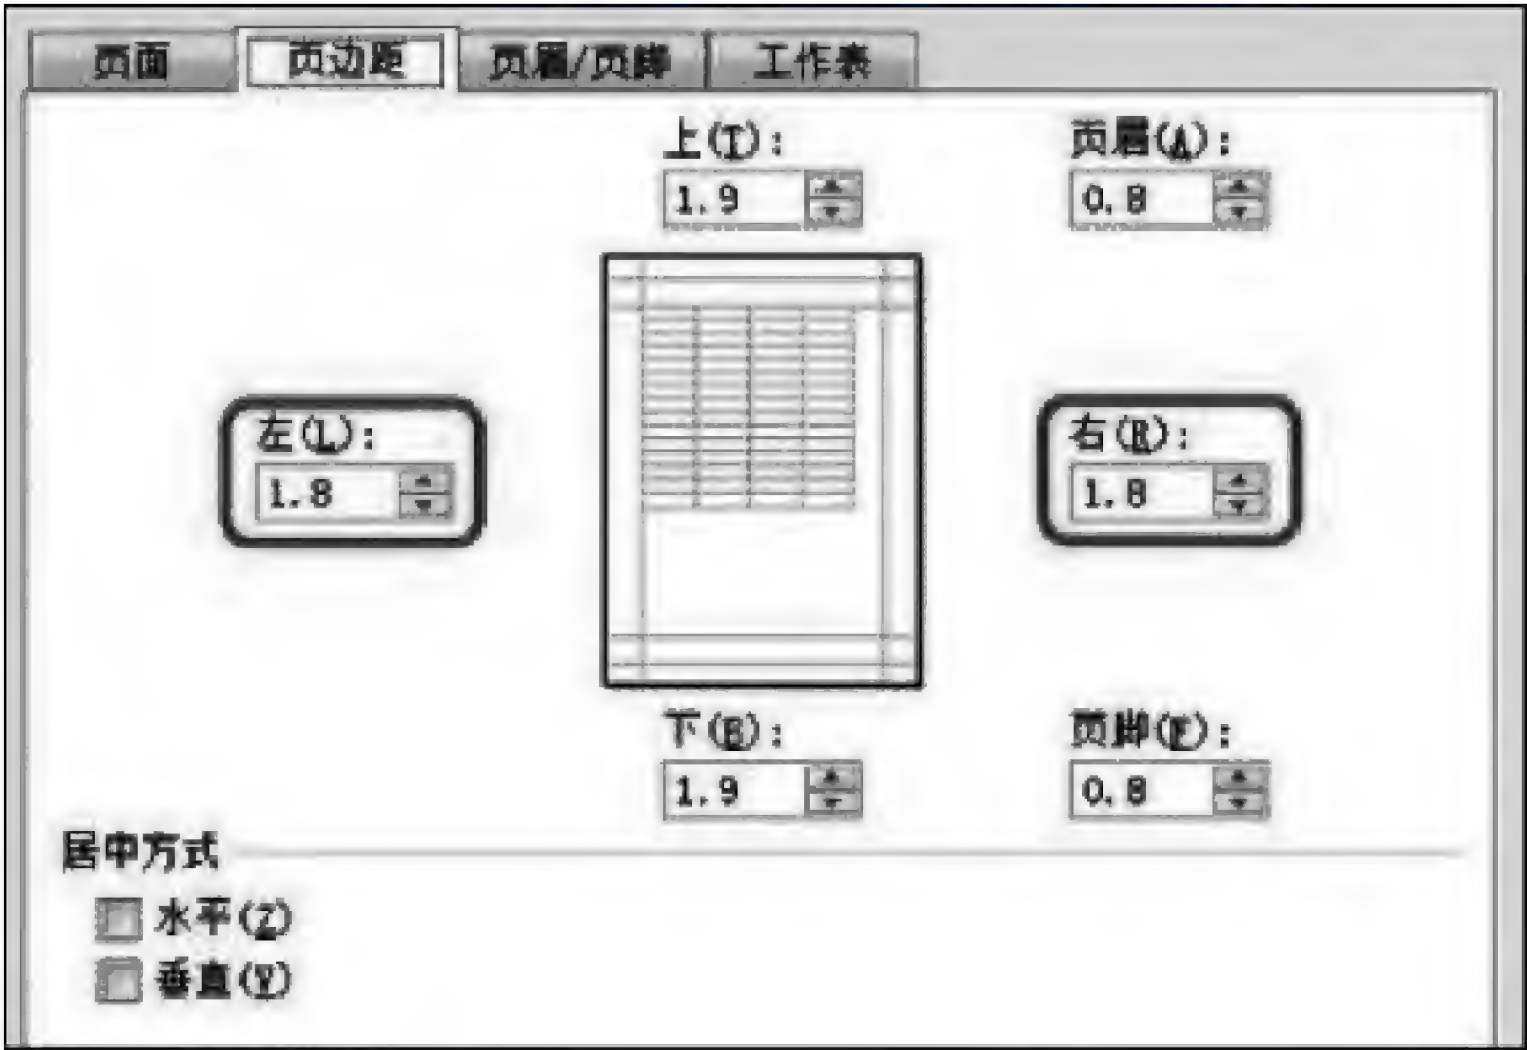 页面 页边距 页眉/页脚 工作表
上(T): 页眉(A):
1.9 0.8
左(L): 右(R):
1.8 1.8
下(B): 页脚(F):
1.9 0.8
居中方式
水平(Z)
垂直(V)